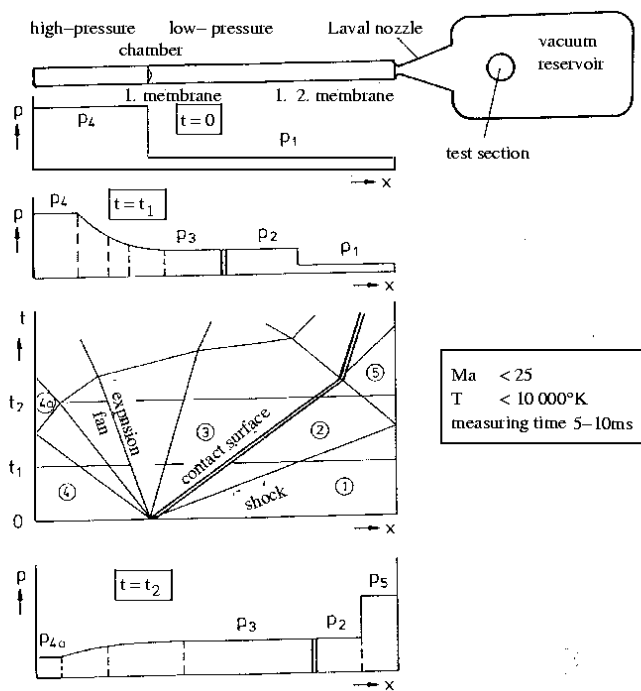 high–pressure low–pressure
chamber
Laval nozzle
vacuum
reservoir
1. membrane 1. 2. membrane
test section
p
p4
t=0
p1
x
p
p4
t=t1
p3
p2
p1
x
t
t2
t1
0
4a
expnsion
fan
3
contact surface
5
2
4
shock
1
x
Ma < 25
T < 10 000°K
measuring time 5–10ms
p
t=t2
p4a
p3
p2
p5
x